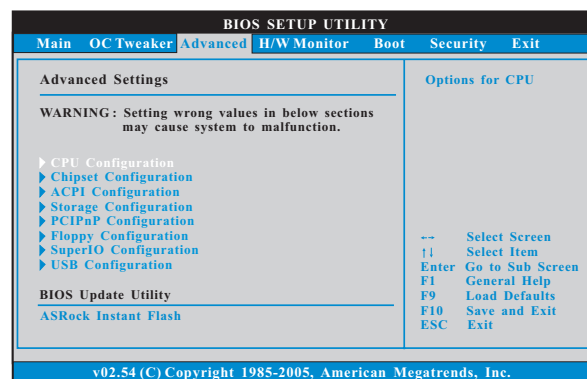 BIOS SETUP UTILITY
Main OC Tweaker Advanced H/W Monitor Boot Security Exit
Advanced Settings
WARNING : Setting wrong values in below sections
may cause system to malfunction.
CPU Configuration
Chipset Configuration
ACPI Configuration
Storage Configuration
PCIPnP Configuration
Floppy Configuration
SuperIO Configuration
USB Configuration
BIOS Update Utility
ASRock Instant Flash
Options for CPU
←→ Select Screen
↑↓ Select Item
Enter Go to Sub Screen
F1 General Help
F9 Load Defaults
F10 Save and Exit
ESC Exit
v02.54 (C) Copyright 1985-2005, American Megatrends, Inc.